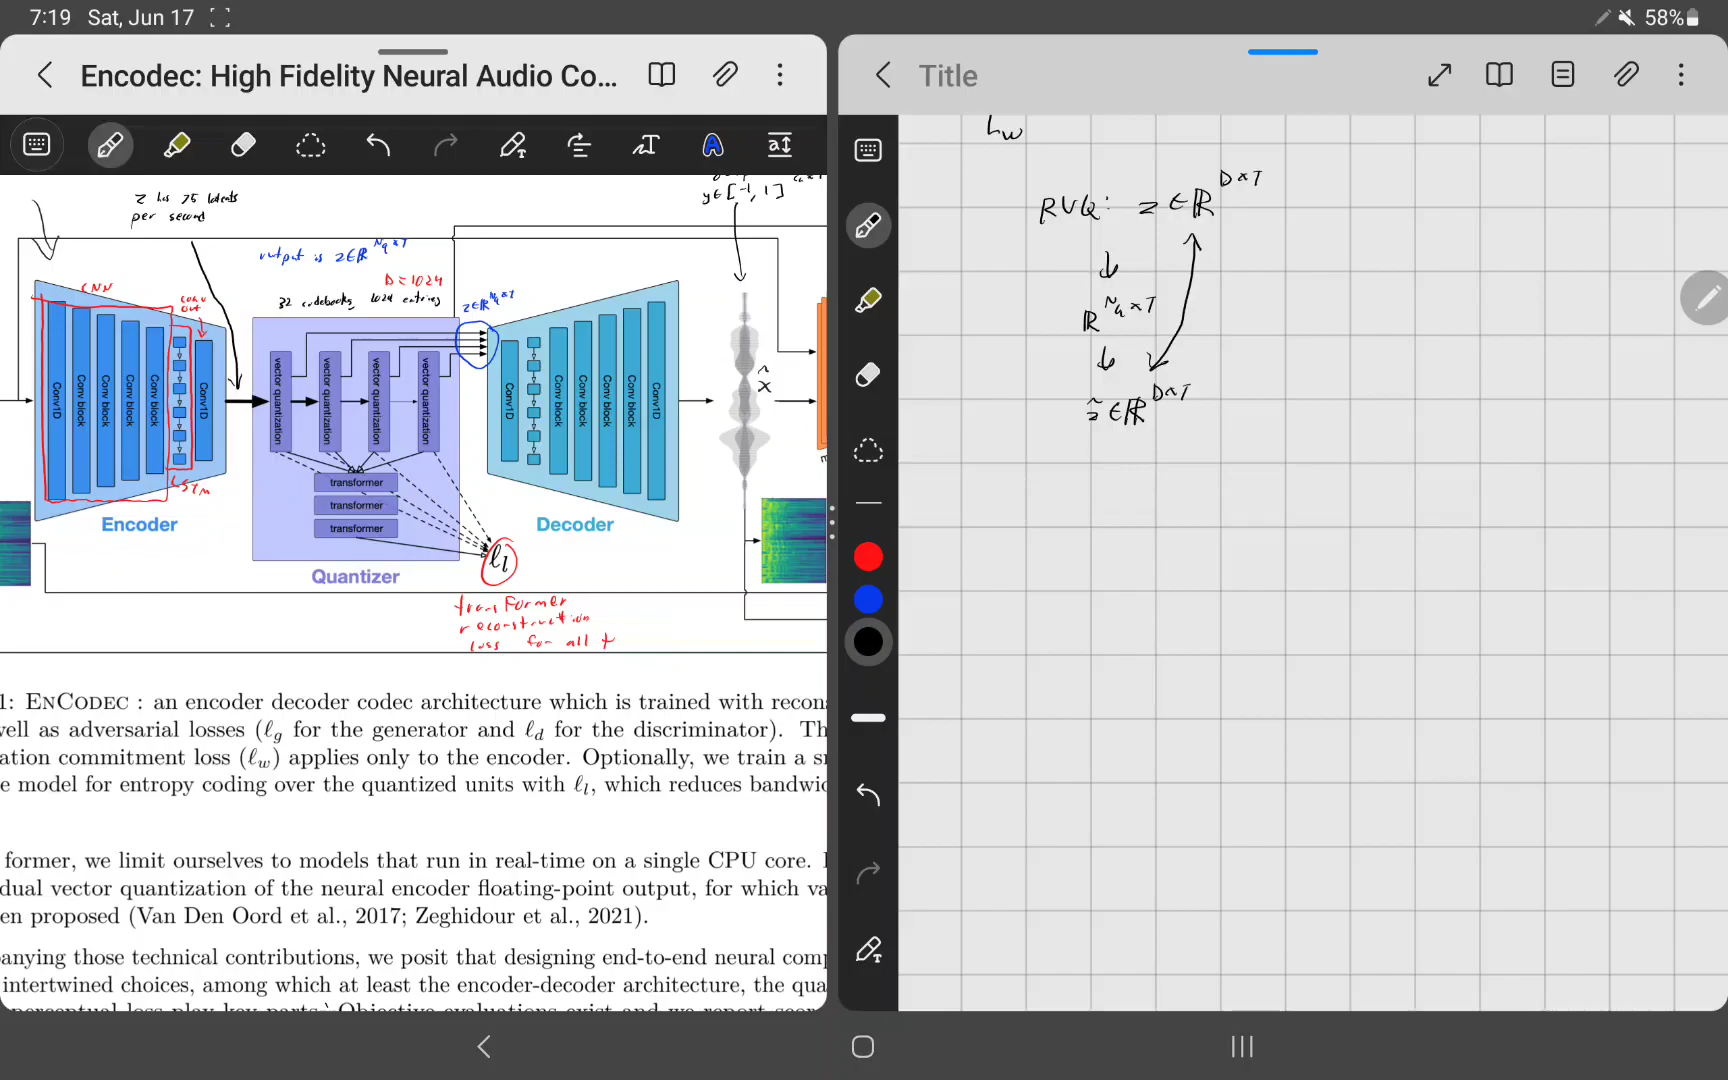 7:19 Sat, Jun 17
58%
Encodec: High Fidelity Neural Audio Co...
z has 75 latents
per second
y∈[-1, 1]
output is z∈ℝ^{Nq×T}
D=1024
32 codebooks, 1024 entries
z∈ℝ^{Nq×T}
CNN
conv
out
Conv1D
Conv block
Conv block
Conv block
Conv block
Conv1D
LSTM
Encoder
vector quantization
vector quantization
vector quantization
vector quantization
transformer
transformer
transformer
Quantizer
ℓl
Conv1D
Conv block
Conv block
Conv block
Conv block
Conv1D
Decoder
x̂
transformer
reconstruction
loss for all t
1: ENCODEC : an encoder decoder codec architecture which is trained with recon
well as adversarial losses (ℓg for the generator and ℓd for the discriminator). Th
ation commitment loss (ℓw) applies only to the encoder. Optionally, we train a s
e model for entropy coding over the quantized units with ℓl, which reduces bandwi
former, we limit ourselves to models that run in real-time on a single CPU core.
dual vector quantization of the neural encoder floating-point output, for which va
en proposed (Van Den Oord et al., 2017; Zeghidour et al., 2021).
anying those technical contributions, we posit that designing end-to-end neural comp
intertwined choices, among which at least the encoder-decoder architecture, the qua
Title
Lw
RVQ: z∈ℝ^{D×T}
ℝ^{Nq×T}
z̃∈ℝ^{D×T}